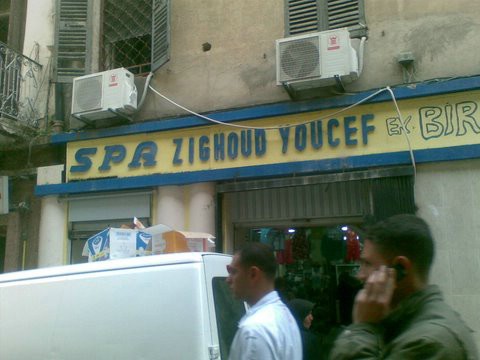 SPA ZIGHOUD YOUCEF EX. BIR